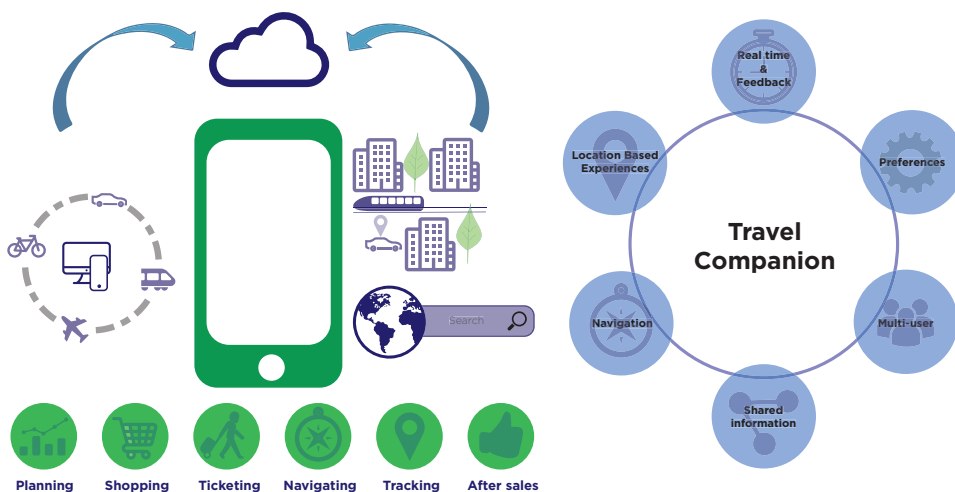 Search
Planning
Shopping
Ticketing
Navigating
Tracking
After sales
Real time
&
Feedback
Location Based
Experiences
Preferences
Travel
Companion
Navigation
Multi-user
Shared
information